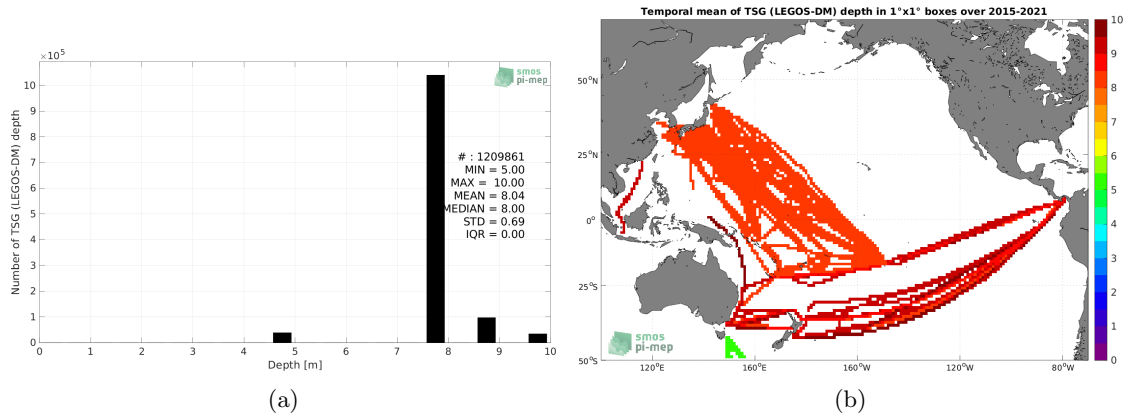 ×10⁵
10
9
8
7
6
5
4
3
2
1
0
Number of TSG (LEGOS-DM) depth
smos
pi-mep
# : 1209861
MIN = 5.00
MAX = 10.00
MEAN = 8.04
MEDIAN = 8.00
STD = 0.69
IQR = 0.00
0 1 2 3 4 5 6 7 8 9 10
Depth [m]
(a)
Temporal mean of TSG (LEGOS-DM) depth in 1°x1° boxes over 2015-2021
50°N
25°N
0°
25°S
50°S
smos
pi-mep
120°E 160°E 160°W 120°W 80°W
10
9
8
7
6
5
4
3
2
1
0
(b)